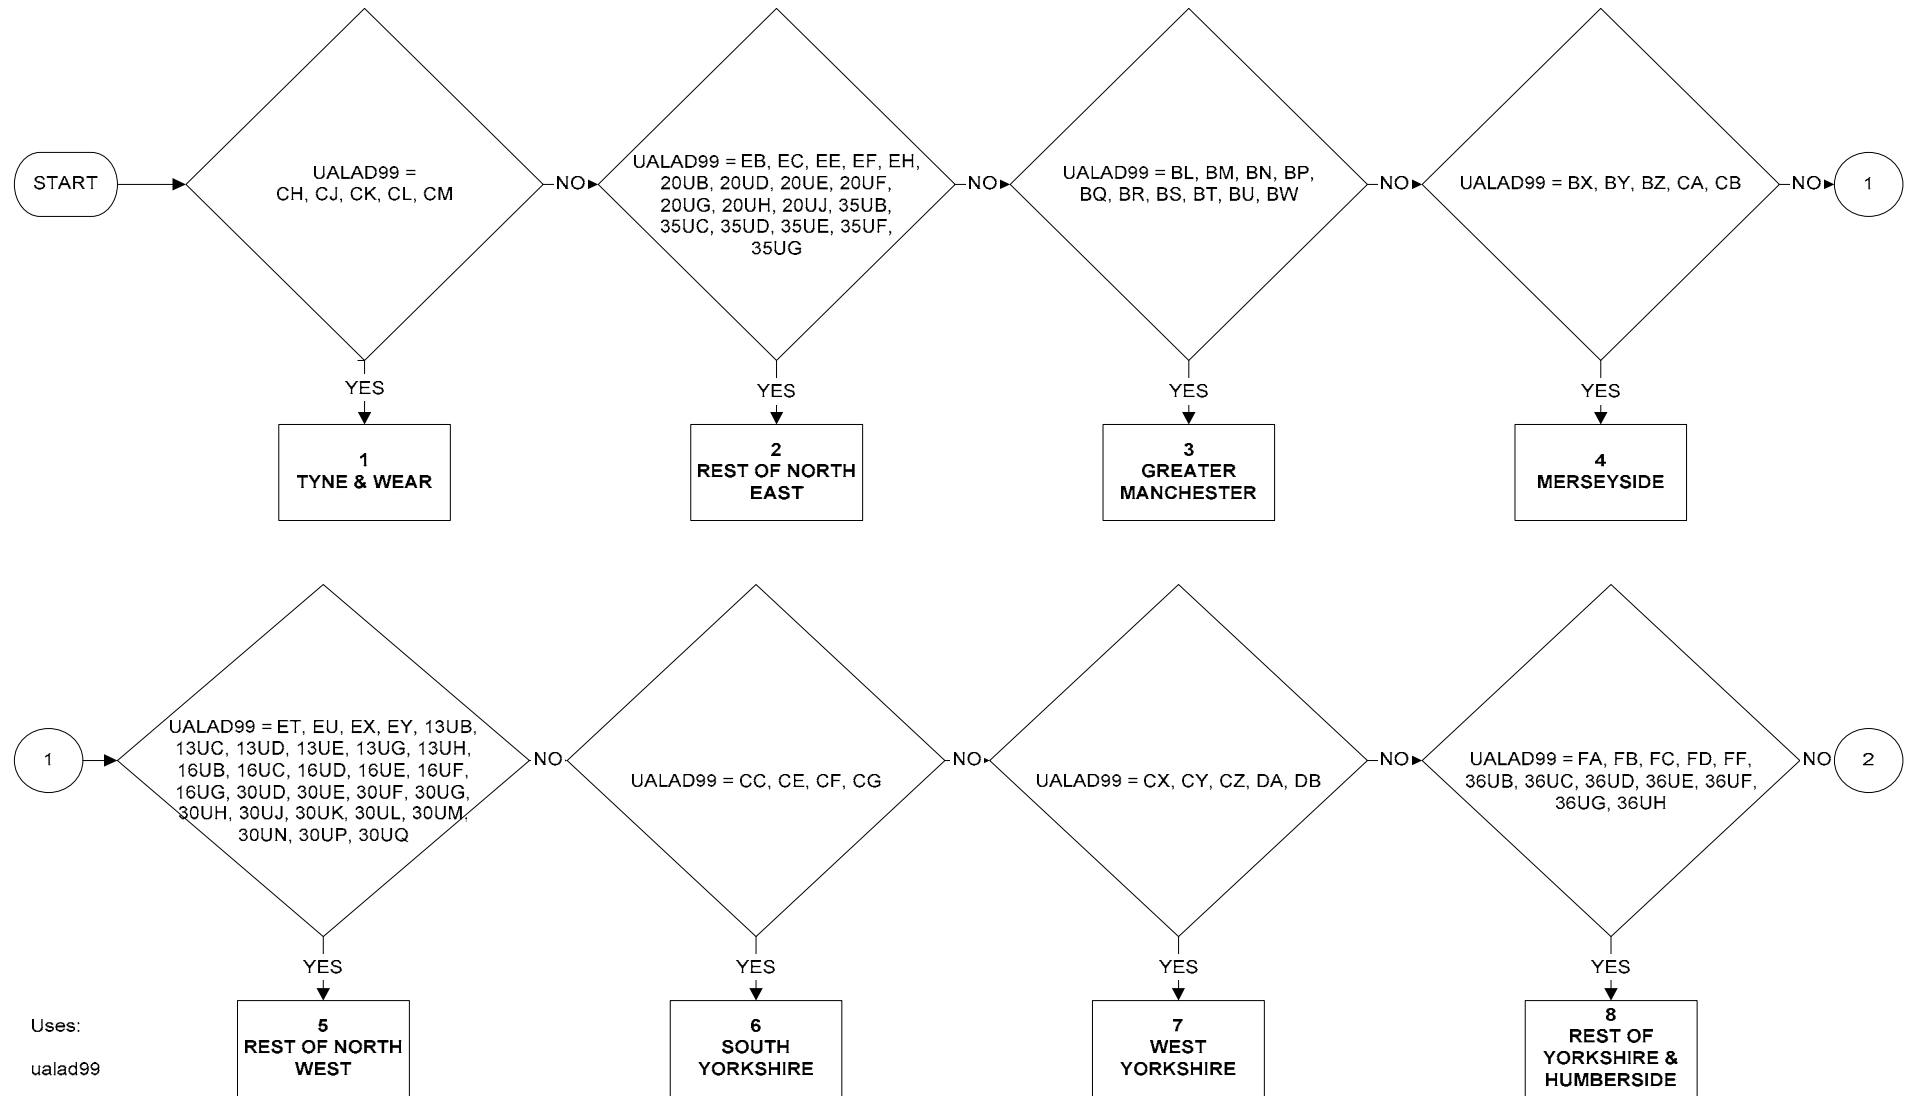 START
UALAD99 =
CH, CJ, CK, CL, CM
NO
UALAD99 = EB, EC, EE, EF, EH,
20UB, 20UD, 20UE, 20UF,
20UG, 20UH, 20UJ, 35UB,
35UC, 35UD, 35UE, 35UF,
35UG
NO
UALAD99 = BL, BM, BN, BP,
BQ, BR, BS, BT, BU, BW
NO
UALAD99 = BX, BY, BZ, CA, CB
NO
1
YES
YES
YES
YES
1
TYNE & WEAR
2
REST OF NORTH
EAST
3
GREATER
MANCHESTER
4
MERSEYSIDE
1
UALAD99 = ET, EU, EX, EY, 13UB,
13UC, 13UD, 13UE, 13UG, 13UH,
16UB, 16UC, 16UD, 16UE, 16UF,
16UG, 30UD, 30UE, 30UF, 30UG,
30UH, 30UJ, 30UK, 30UL, 30UM,
30UN, 30UP, 30UQ
NO
UALAD99 = CC, CE, CF, CG
NO
UALAD99 = CX, CY, CZ, DA, DB
NO
UALAD99 = FA, FB, FC, FD, FF,
36UB, 36UC, 36UD, 36UE, 36UF,
36UG, 36UH
NO
2
YES
YES
YES
YES
Uses:
ualad99
5
REST OF NORTH
WEST
6
SOUTH
YORKSHIRE
7
WEST
YORKSHIRE
8
REST OF
YORKSHIRE &
HUMBERSIDE